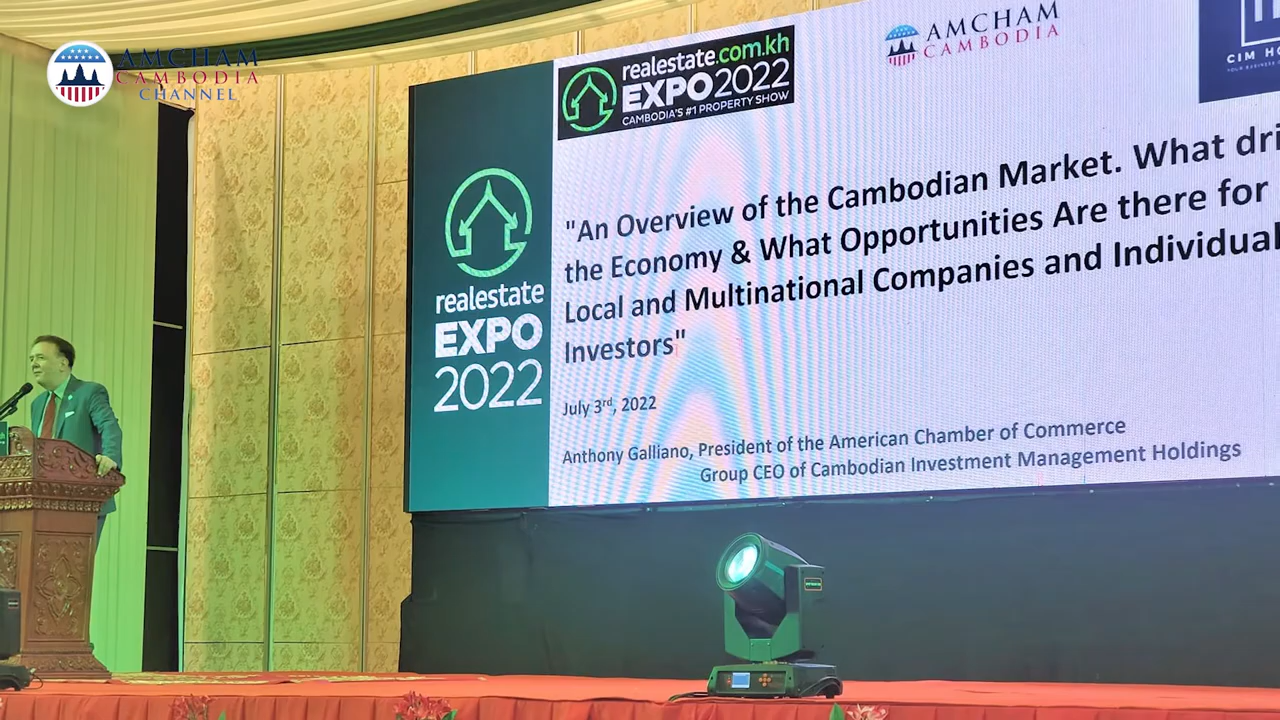 AMCHAM
CAMBODIA
CHANNEL
realestate.com.kh
EXPO2022
CAMBODIA'S #1 PROPERTY SHOW
AMCHAM
CAMBODIA
CIM HO
realestate
EXPO
2022
"An Overview of the Cambodian Market. What dri
the Economy & What Opportunities Are there for
Local and Multinational Companies and Individual
Investors"
July 3rd, 2022
Anthony Galliano, President of the American Chamber of Commerce
Group CEO of Cambodian Investment Management Holdings